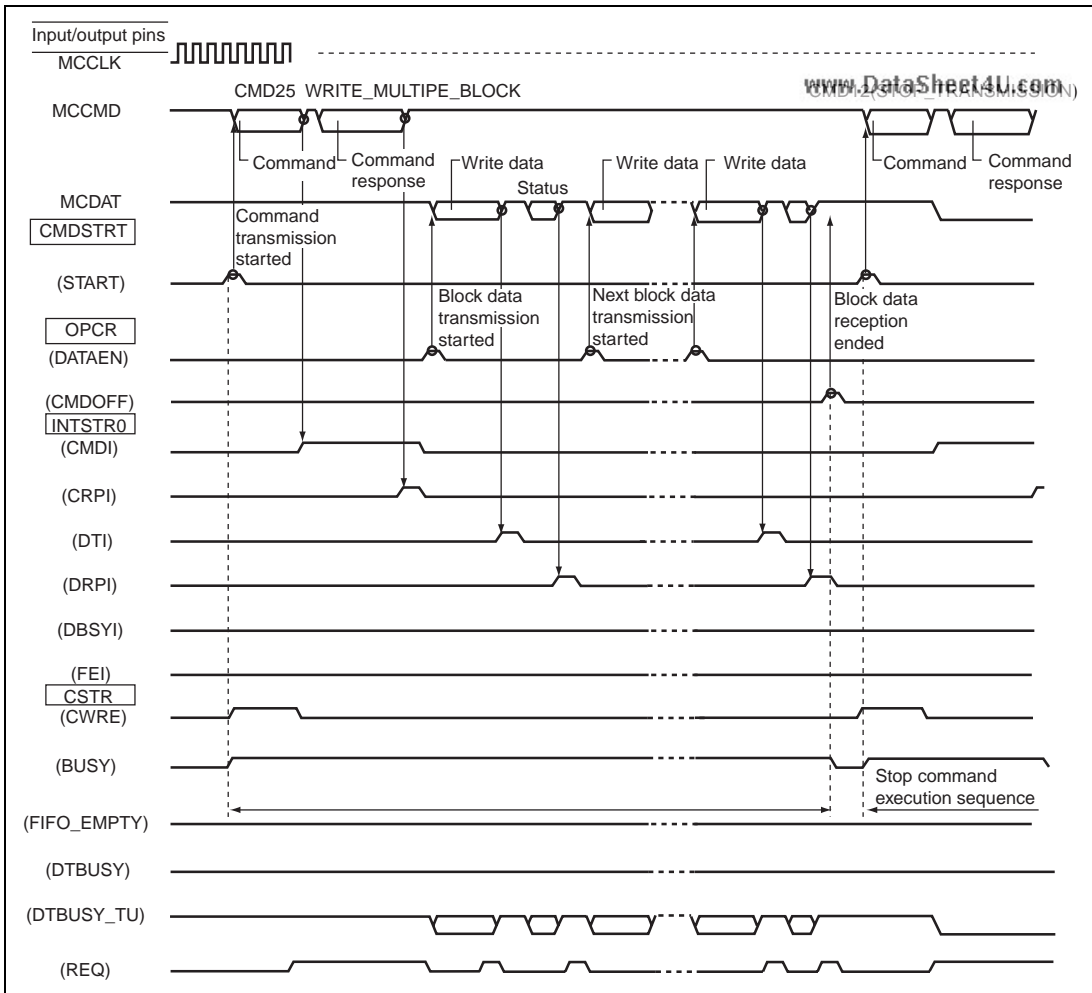 Input/output pins
MCCLK
CMD25 WRITE_MULTIPE_BLOCK
www.DataSheet4U.com
CMD12(STOP_TRANSMISSION)
MCCMD
Command
Command
response
Command
Command
response
Write data
Status
Write data
Write data
MCDAT
CMDSTRT
Command
transmission
started
(START)
Block data
transmission
started
Next block data
transmission
started
Block data
reception
ended
OPCR
(DATAEN)
(CMDOFF)
INTSTR0
(CMDI)
(CRPI)
(DTI)
(DRPI)
(DBSYI)
(FEI)
CSTR
(CWRE)
(BUSY)
Stop command
execution sequence
(FIFO_EMPTY)
(DTBUSY)
(DTBUSY_TU)
(REQ)